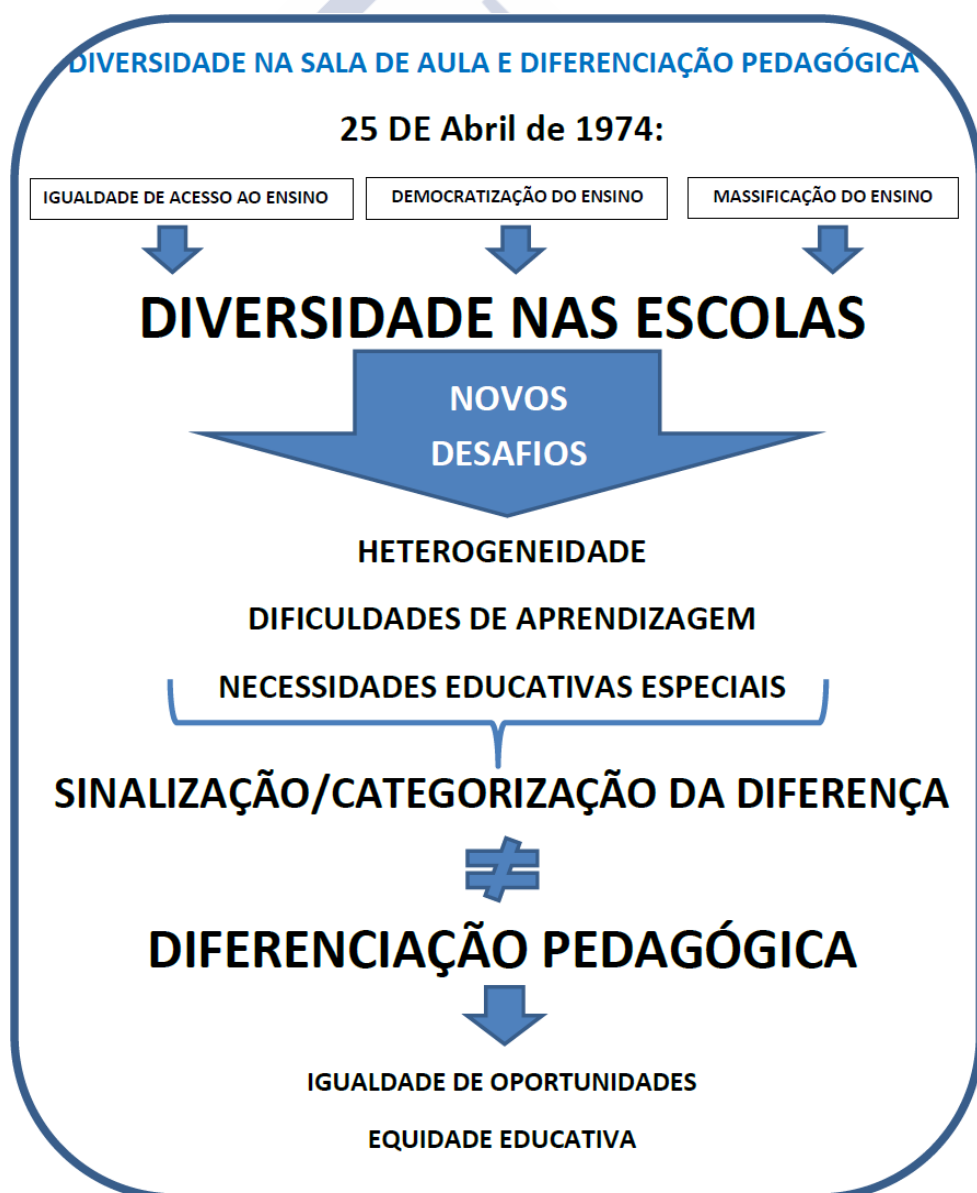 DIVERSIDADE NA SALA DE AULA E DIFERENCIAÇÃO PEDAGÓGICA
25 DE Abril de 1974:
IGUALDADE DE ACESSO AO ENSINO
DEMOCRATIZAÇÃO DO ENSINO
MASSIFICAÇÃO DO ENSINO
DIVERSIDADE NAS ESCOLAS
NOVOS
DESAFIOS
HETEROGENEIDADE
DIFICULDADES DE APRENDIZAGEM
NECESSIDADES EDUCATIVAS ESPECIAIS
SINALIZAÇÃO/CATEGORIZAÇÃO DA DIFERENÇA
≠
DIFERENCIAÇÃO PEDAGÓGICA
IGUALDADE DE OPORTUNIDADES
EQUIDADE EDUCATIVA